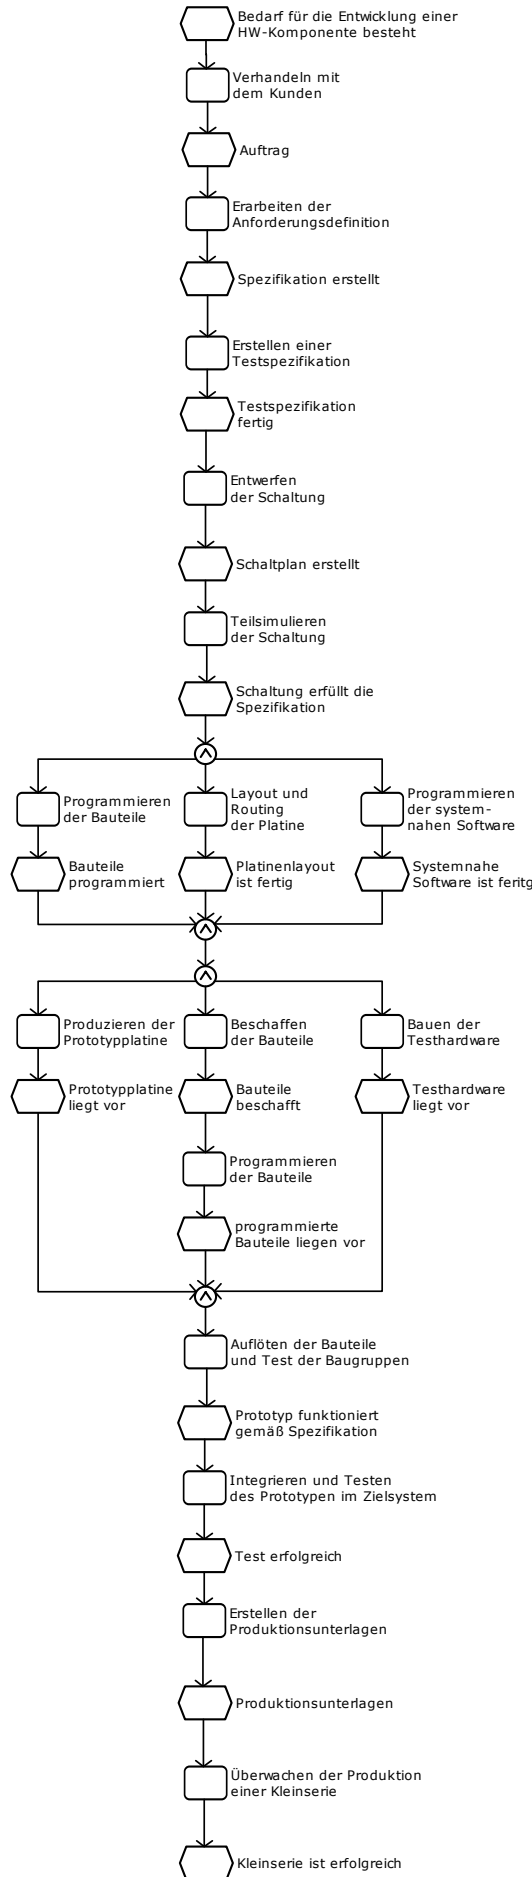 Bedarf für die Entwicklung einer
HW-Komponente besteht
Verhandeln mit
dem Kunden
Auftrag
Erarbeiten der
Anforderungsdefinition
Spezifikation erstellt
Erstellen einer
Testspezifikation
Testspezifikation
fertig
Entwerfen
der Schaltung
Schaltplan erstellt
Teilsimulieren
der Schaltung
Schaltung erfüllt die
Spezifikation
Programmieren
der Bauteile
Layout und
Routing
der Platine
Programmieren
der system-
nahen Software
Bauteile
programmiert
Platinenlayout
ist fertig
Systemnahe
Software ist feritg
Produzieren der
Prototypplatine
Beschaffen
der Bauteile
Bauen der
Testhardware
Prototypplatine
liegt vor
Bauteile
beschafft
Testhardware
liegt vor
Programmieren
der Bauteile
programmierte
Bauteile liegen vor
Auflöten der Bauteile
und Test der Baugruppen
Prototyp funktioniert
gemäß Spezifikation
Integrieren und Testen
des Prototypen im Zielsystem
Test erfolgreich
Erstellen der
Produktionsunterlagen
Produktionsunterlagen
Überwachen der Produktion
einer Kleinserie
Kleinserie ist erfolgreich